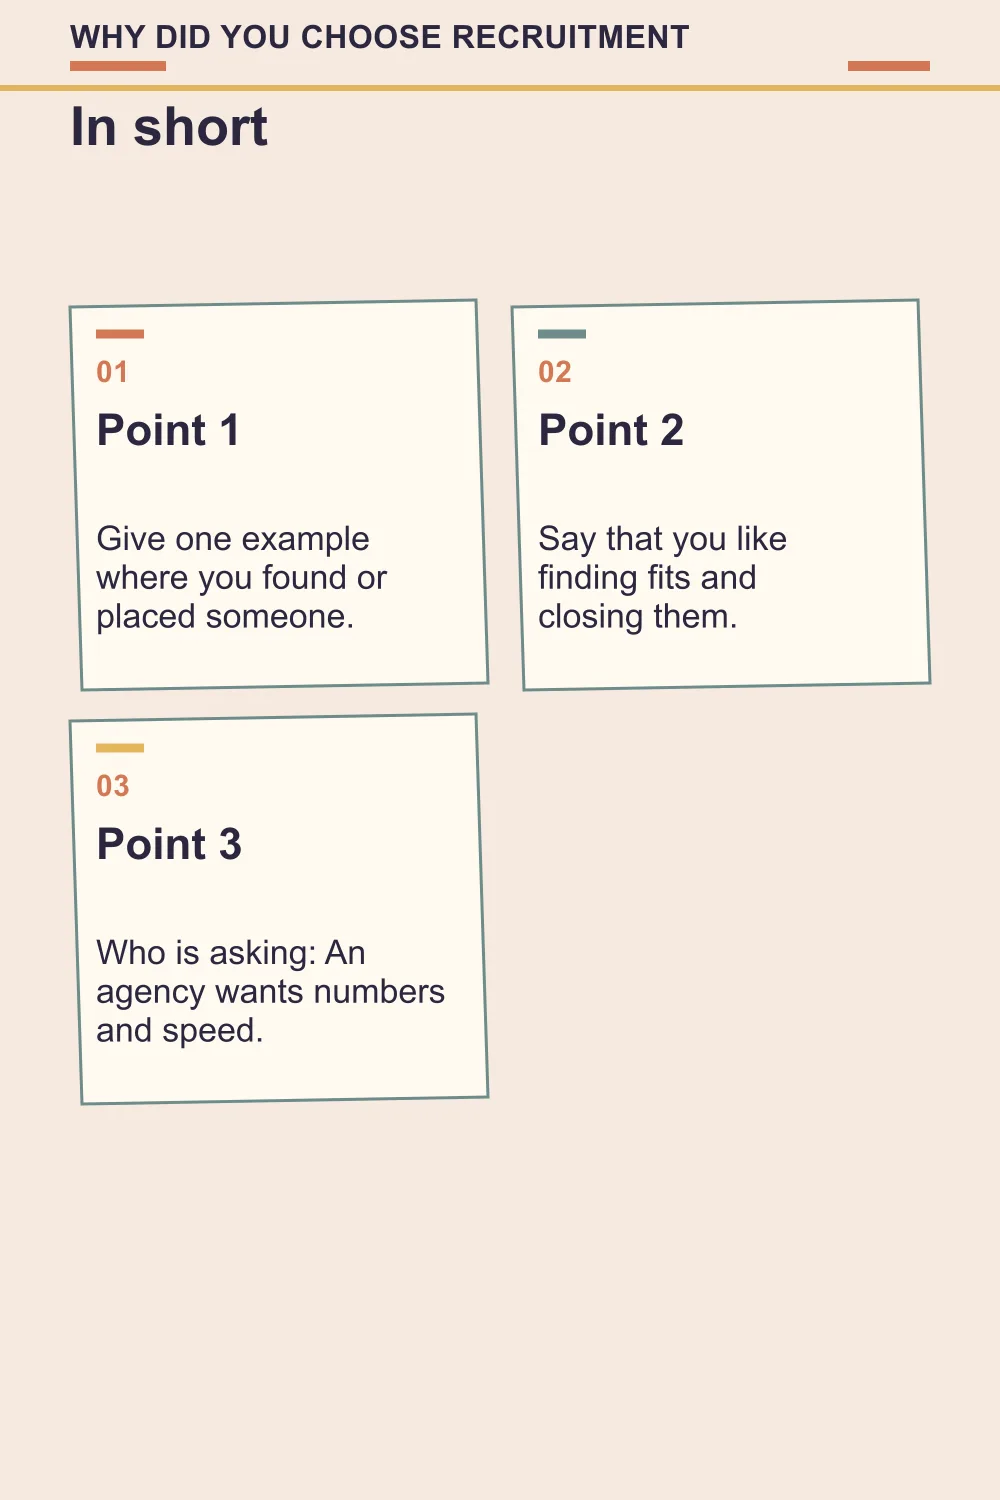 WHY DID YOU CHOOSE RECRUITMENT
In short
01
Point 1
Give one example
where you found or
placed someone.
02
Point 2
Say that you like
finding fits and
closing them.
03
Point 3
Who is asking: An
agency wants numbers
and speed.